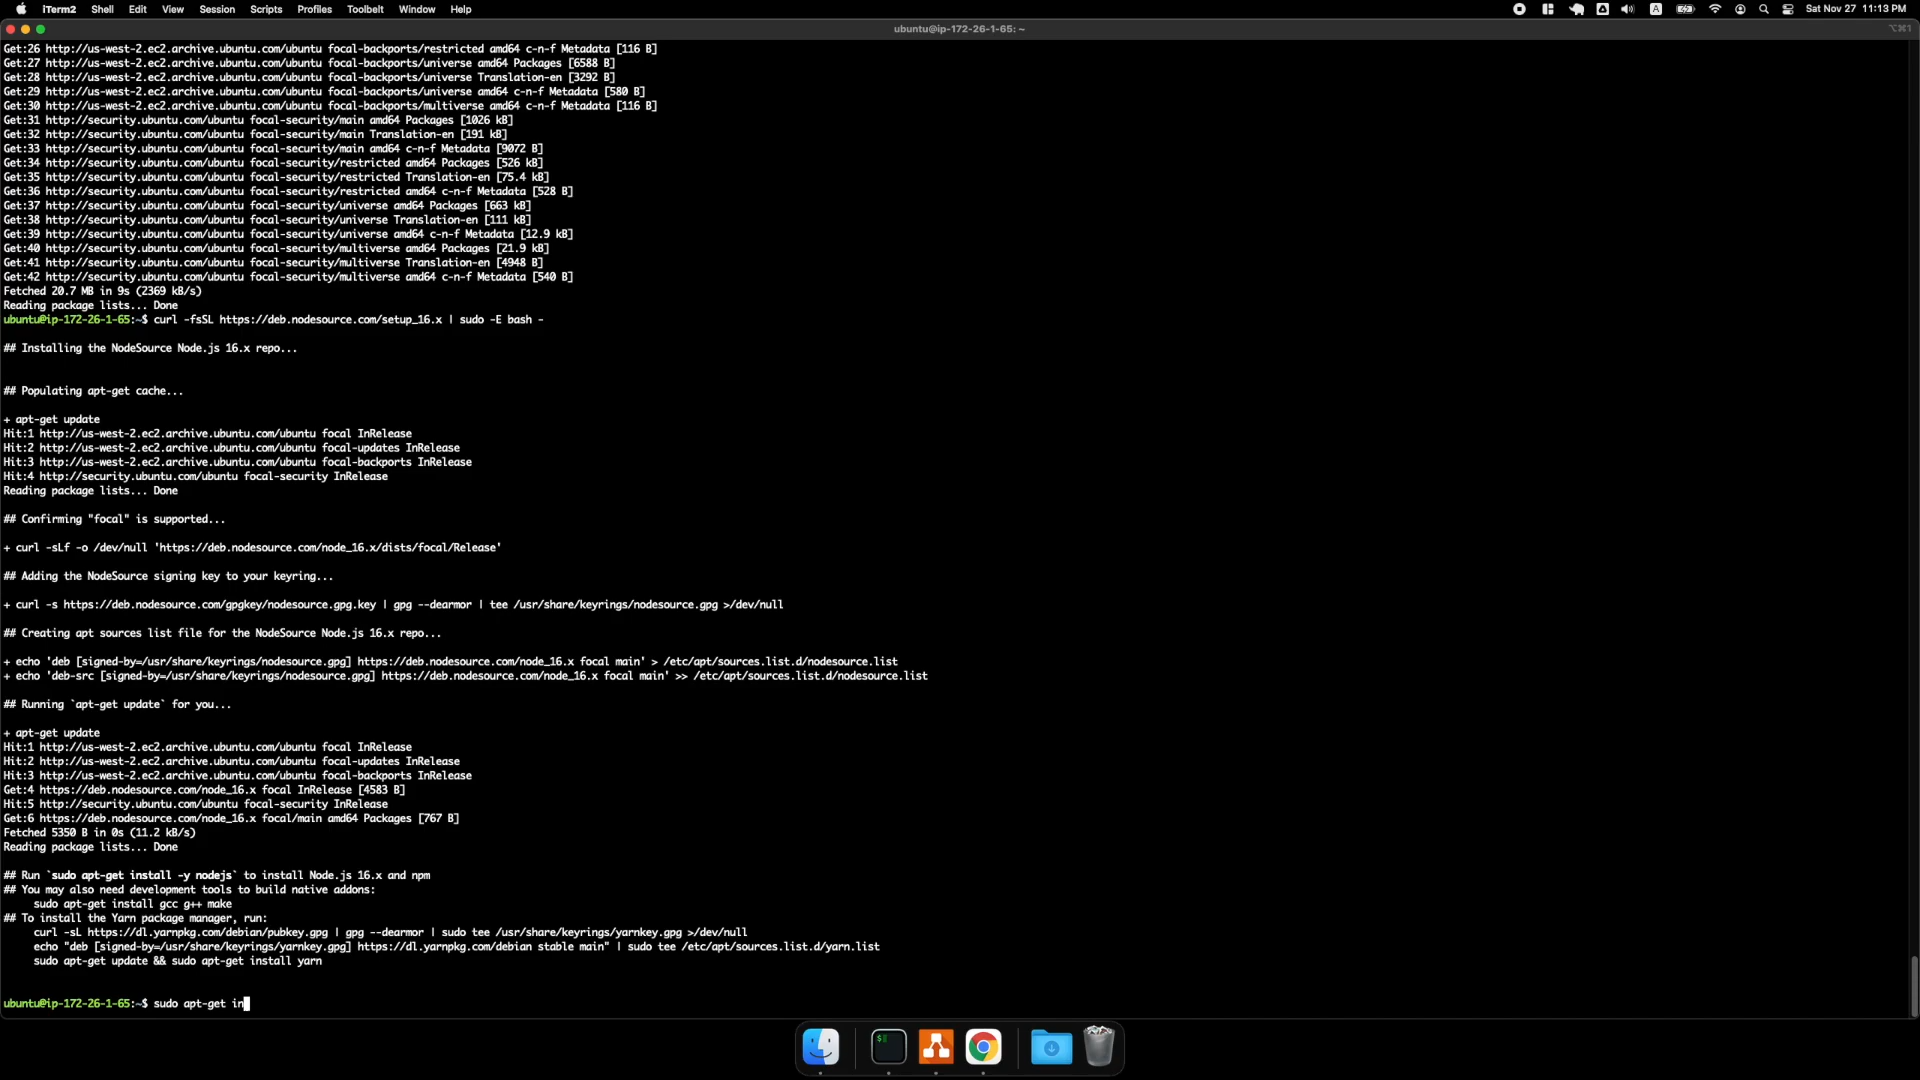 iTerm2 Shell Edit View Session Scripts Profiles Toolbelt Window Help A Sat Nov 27 11:13 PM
ubuntu@ip-172-26-1-65: ~ ⌥⌘1
Get:26 http://us-west-2.ec2.archive.ubuntu.com/ubuntu focal-backports/restricted amd64 c-n-f Metadata [116 B]
Get:27 http://us-west-2.ec2.archive.ubuntu.com/ubuntu focal-backports/universe amd64 Packages [6588 B]
Get:28 http://us-west-2.ec2.archive.ubuntu.com/ubuntu focal-backports/universe Translation-en [3292 B]
Get:29 http://us-west-2.ec2.archive.ubuntu.com/ubuntu focal-backports/universe amd64 c-n-f Metadata [580 B]
Get:30 http://us-west-2.ec2.archive.ubuntu.com/ubuntu focal-backports/multiverse amd64 c-n-f Metadata [116 B]
Get:31 http://security.ubuntu.com/ubuntu focal-security/main amd64 Packages [1026 kB]
Get:32 http://security.ubuntu.com/ubuntu focal-security/main Translation-en [191 kB]
Get:33 http://security.ubuntu.com/ubuntu focal-security/main amd64 c-n-f Metadata [9072 B]
Get:34 http://security.ubuntu.com/ubuntu focal-security/restricted amd64 Packages [526 kB]
Get:35 http://security.ubuntu.com/ubuntu focal-security/restricted Translation-en [75.4 kB]
Get:36 http://security.ubuntu.com/ubuntu focal-security/restricted amd64 c-n-f Metadata [528 B]
Get:37 http://security.ubuntu.com/ubuntu focal-security/universe amd64 Packages [663 kB]
Get:38 http://security.ubuntu.com/ubuntu focal-security/universe Translation-en [111 kB]
Get:39 http://security.ubuntu.com/ubuntu focal-security/universe amd64 c-n-f Metadata [12.9 kB]
Get:40 http://security.ubuntu.com/ubuntu focal-security/multiverse amd64 Packages [21.9 kB]
Get:41 http://security.ubuntu.com/ubuntu focal-security/multiverse Translation-en [4948 B]
Get:42 http://security.ubuntu.com/ubuntu focal-security/multiverse amd64 c-n-f Metadata [540 B]
Fetched 20.7 MB in 9s (2369 kB/s)
Reading package lists... Done
ubuntu@ip-172-26-1-65:~$ curl -fsSL https://deb.nodesource.com/setup_16.x | sudo -E bash -
## Installing the NodeSource Node.js 16.x repo...
## Populating apt-get cache...
+ apt-get update
Hit:1 http://us-west-2.ec2.archive.ubuntu.com/ubuntu focal InRelease
Hit:2 http://us-west-2.ec2.archive.ubuntu.com/ubuntu focal-updates InRelease
Hit:3 http://us-west-2.ec2.archive.ubuntu.com/ubuntu focal-backports InRelease
Hit:4 http://security.ubuntu.com/ubuntu focal-security InRelease
Reading package lists... Done
## Confirming "focal" is supported...
+ curl -sLf -o /dev/null 'https://deb.nodesource.com/node_16.x/dists/focal/Release'
## Adding the NodeSource signing key to your keyring...
+ curl -s https://deb.nodesource.com/gpgkey/nodesource.gpg.key | gpg --dearmor | tee /usr/share/keyrings/nodesource.gpg >/dev/null
## Creating apt sources list file for the NodeSource Node.js 16.x repo...
+ echo 'deb [signed-by=/usr/share/keyrings/nodesource.gpg] https://deb.nodesource.com/node_16.x focal main' > /etc/apt/sources.list.d/nodesource.list
+ echo 'deb-src [signed-by=/usr/share/keyrings/nodesource.gpg] https://deb.nodesource.com/node_16.x focal main' >> /etc/apt/sources.list.d/nodesource.list
## Running `apt-get update` for you...
+ apt-get update
Hit:1 http://us-west-2.ec2.archive.ubuntu.com/ubuntu focal InRelease
Hit:2 http://us-west-2.ec2.archive.ubuntu.com/ubuntu focal-updates InRelease
Hit:3 http://us-west-2.ec2.archive.ubuntu.com/ubuntu focal-backports InRelease
Get:4 https://deb.nodesource.com/node_16.x focal InRelease [4583 B]
Hit:5 http://security.ubuntu.com/ubuntu focal-security InRelease
Get:6 https://deb.nodesource.com/node_16.x focal/main amd64 Packages [767 B]
Fetched 5350 B in 0s (11.2 kB/s)
Reading package lists... Done
## Run `sudo apt-get install -y nodejs` to install Node.js 16.x and npm
## You may also need development tools to build native addons:
sudo apt-get install gcc g++ make
## To install the Yarn package manager, run:
curl -sL https://dl.yarnpkg.com/debian/pubkey.gpg | gpg --dearmor | sudo tee /usr/share/keyrings/yarnkey.gpg >/dev/null
echo "deb [signed-by=/usr/share/keyrings/yarnkey.gpg] https://dl.yarnpkg.com/debian stable main" | sudo tee /etc/apt/sources.list.d/yarn.list
sudo apt-get update && sudo apt-get install yarn
ubuntu@ip-172-26-1-65:~$ sudo apt-get in